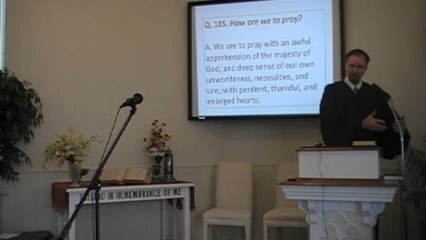 Q. 185. How are we to pray?
A. We are to pray with an awful
apprehension of the majesty of
God, and deep sense of our own
unworthiness, necessities, and
sins; with penitent, thankful, and
enlarged hearts;
IN REMEMBRANCE OF ME